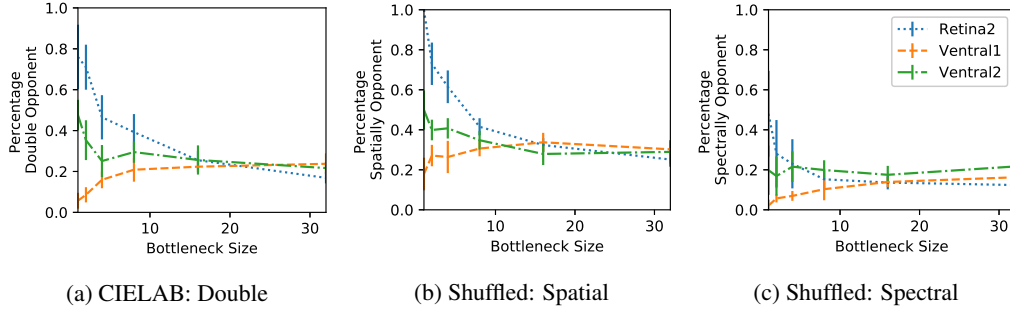 Percentage
Double Opponent
1.0
0.8
0.6
0.4
0.2
0.0
10
20
30
Bottleneck Size
(a) CIELAB: Double
Percentage
Spatially Opponent
1.0
0.8
0.6
0.4
0.2
0.0
10
20
30
Bottleneck Size
(b) Shuffled: Spatial
Percentage
Spectrally Opponent
1.0
0.8
0.6
0.4
0.2
0.0
10
20
30
Bottleneck Size
Retina2
Ventral1
Ventral2
(c) Shuffled: Spectral